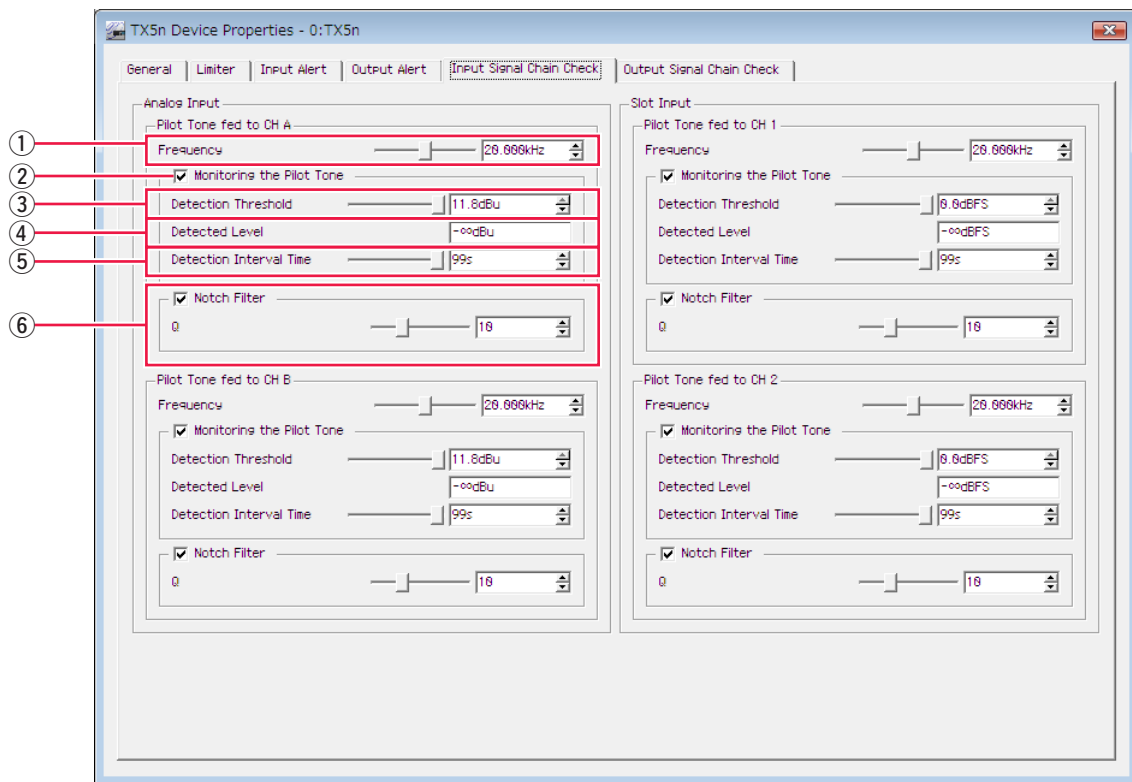 TX5n Device Properties - 0:TX5n
General Limiter Input Alert Output Alert Input Signal Chain Check Output Signal Chain Check
Analog Input
Pilot Tone fed to CH A
① Frequency 20.000kHz
② Monitoring the Pilot Tone
③ Detection Threshold 11.8dBu
④ Detected Level -∞dBu
⑤ Detection Interval Time 99s
⑥ Notch Filter
Q 10
Pilot Tone fed to CH B
Frequency 20.000kHz
Monitoring the Pilot Tone
Detection Threshold 11.8dBu
Detected Level -∞dBu
Detection Interval Time 99s
Notch Filter
Q 10
Slot Input
Pilot Tone fed to CH 1
Frequency 20.000kHz
Monitoring the Pilot Tone
Detection Threshold 0.0dBFS
Detected Level -∞dBFS
Detection Interval Time 99s
Notch Filter
Q 10
Pilot Tone fed to CH 2
Frequency 20.000kHz
Monitoring the Pilot Tone
Detection Threshold 0.0dBFS
Detected Level -∞dBFS
Detection Interval Time 99s
Notch Filter
Q 10